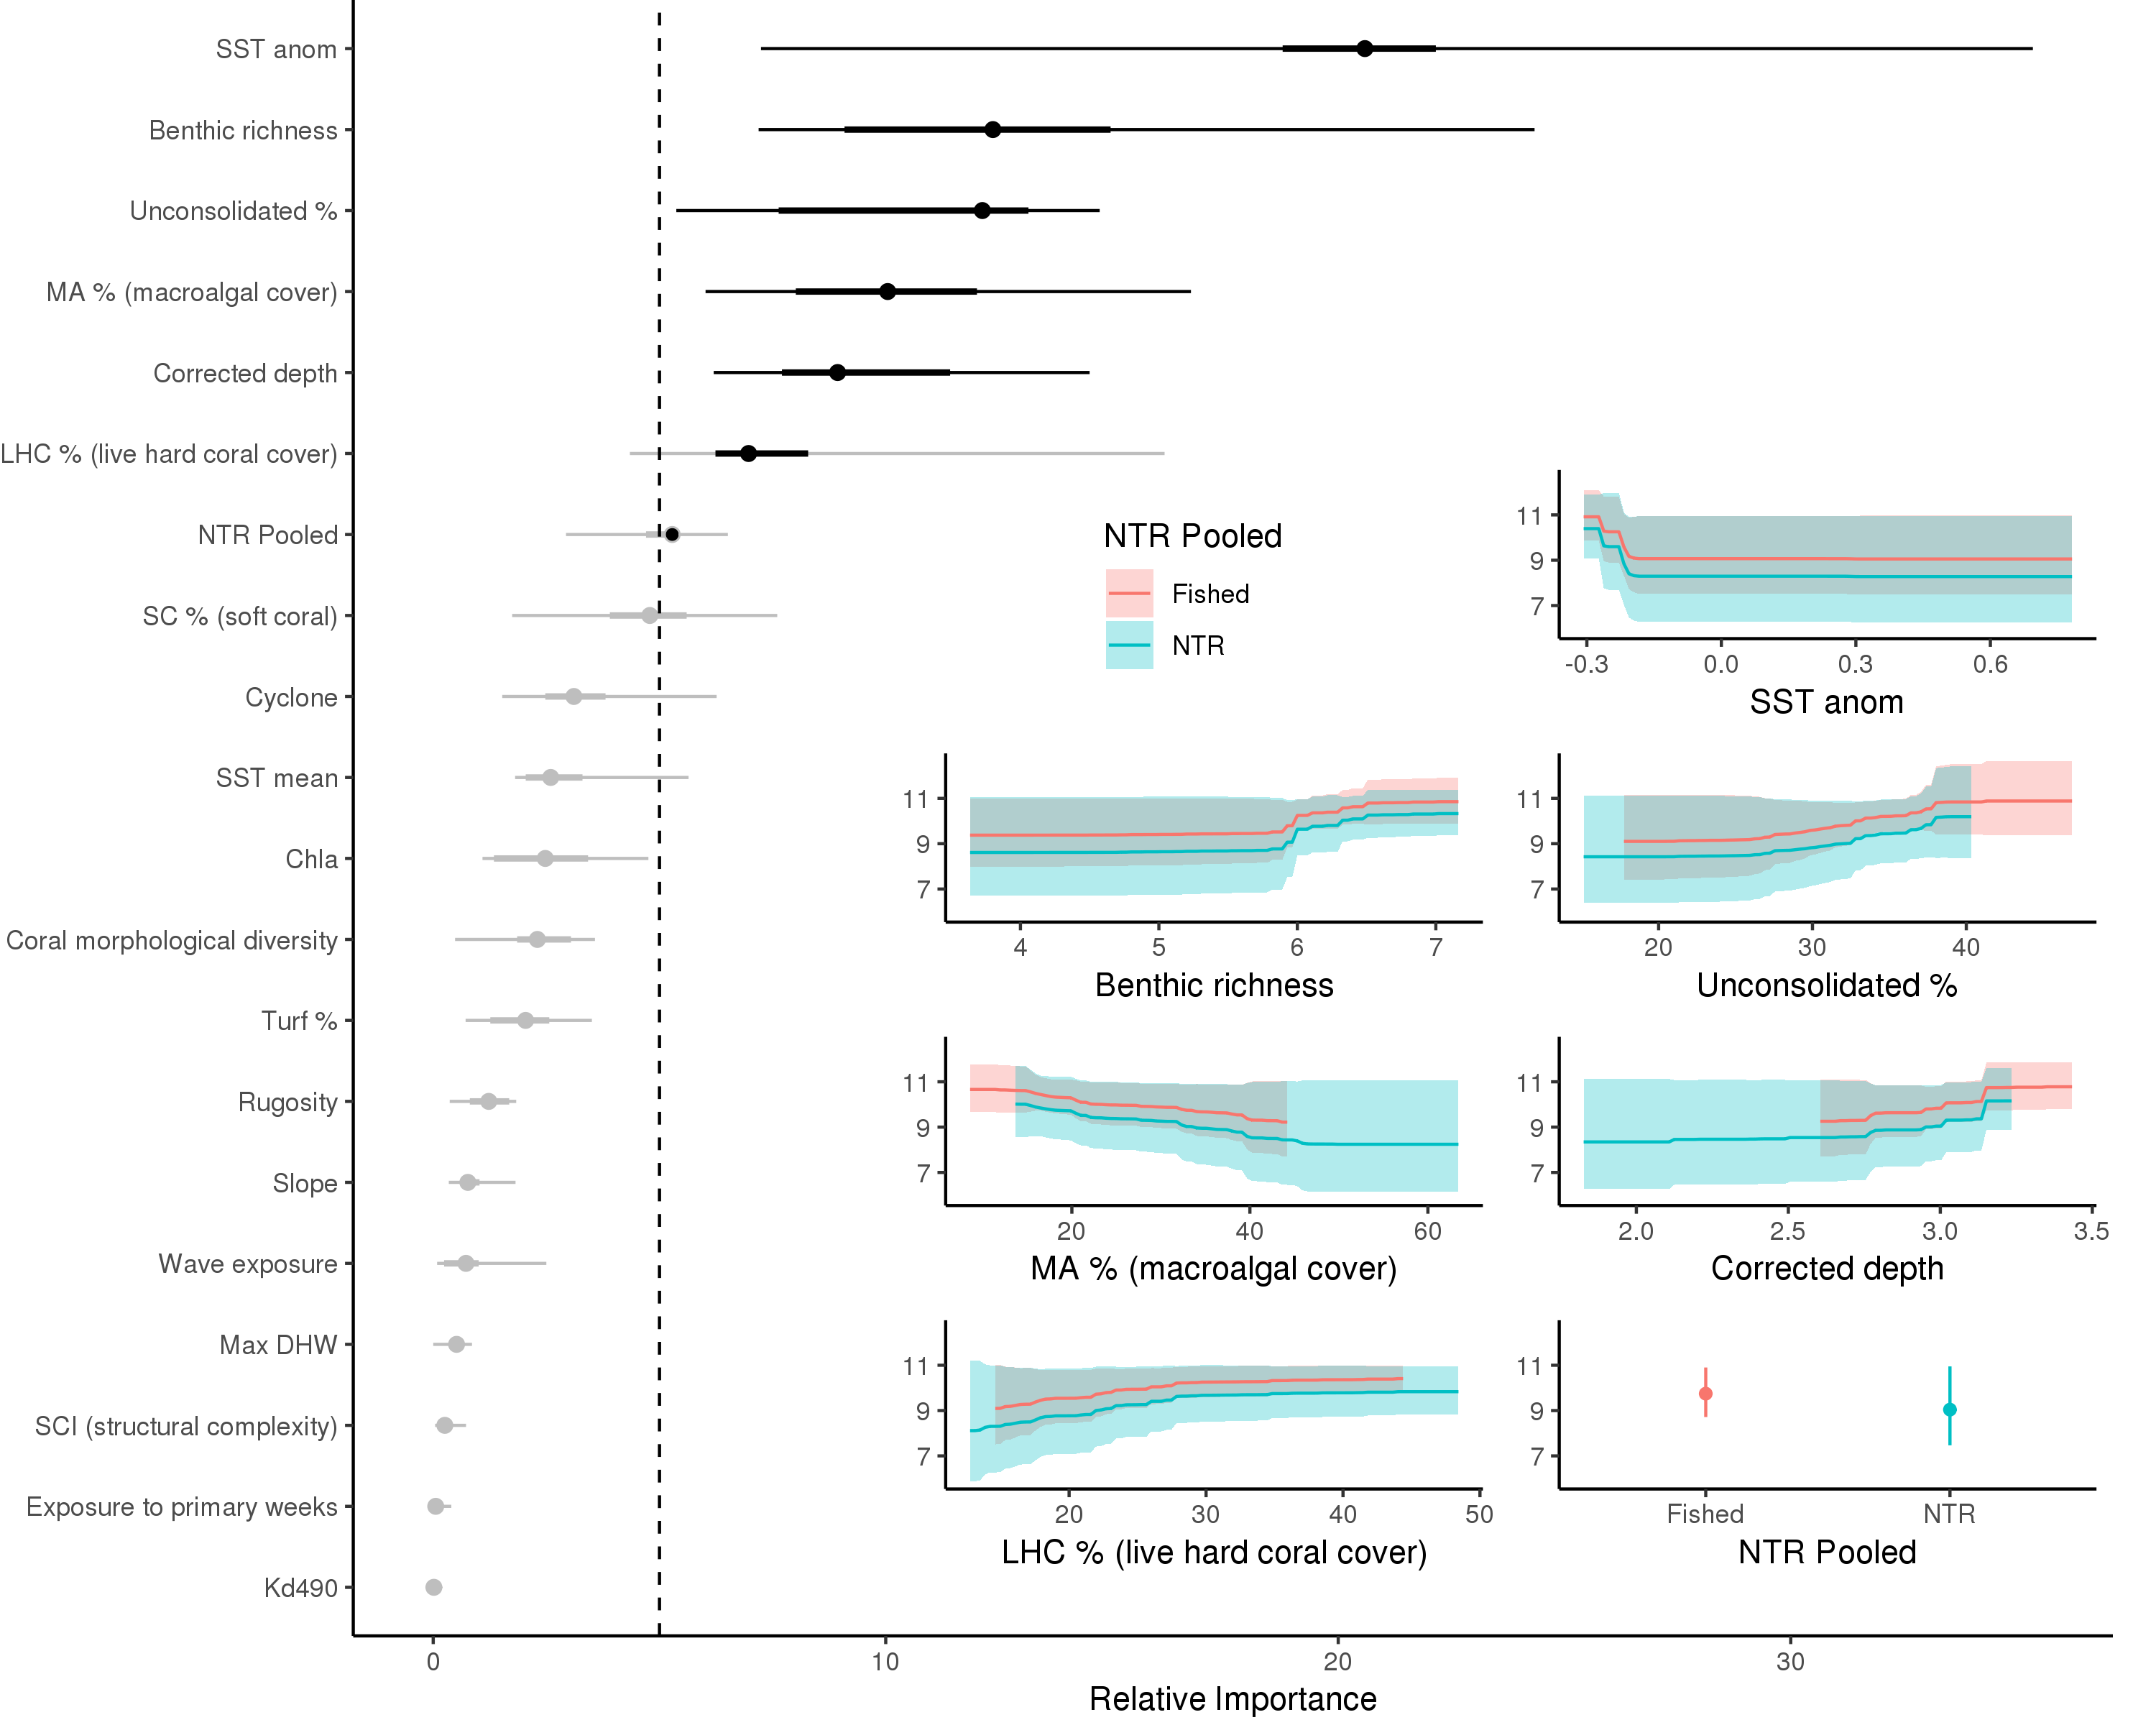 SST anom
Benthic richness
Unconsolidated %
MA % (macroalgal cover)
Corrected depth
LHC % (live hard coral cover)
NTR Pooled
SC % (soft coral)
Cyclone
SST mean
Chla
Coral morphological diversity
Turf %
Rugosity
Slope
Wave exposure
Max DHW
SCI (structural complexity)
Exposure to primary weeks
Kd490
0 10 20 30
Relative Importance
NTR Pooled
Fished
NTR
11
9
7
-0.3 0.0 0.3 0.6
SST anom
11
9
7
4 5 6 7
Benthic richness
11
9
7
20 30 40
Unconsolidated %
11
9
7
20 40 60
MA % (macroalgal cover)
11
9
7
2.0 2.5 3.0 3.5
Corrected depth
11
9
7
20 30 40 50
LHC % (live hard coral cover)
11
9
7
Fished NTR
NTR Pooled